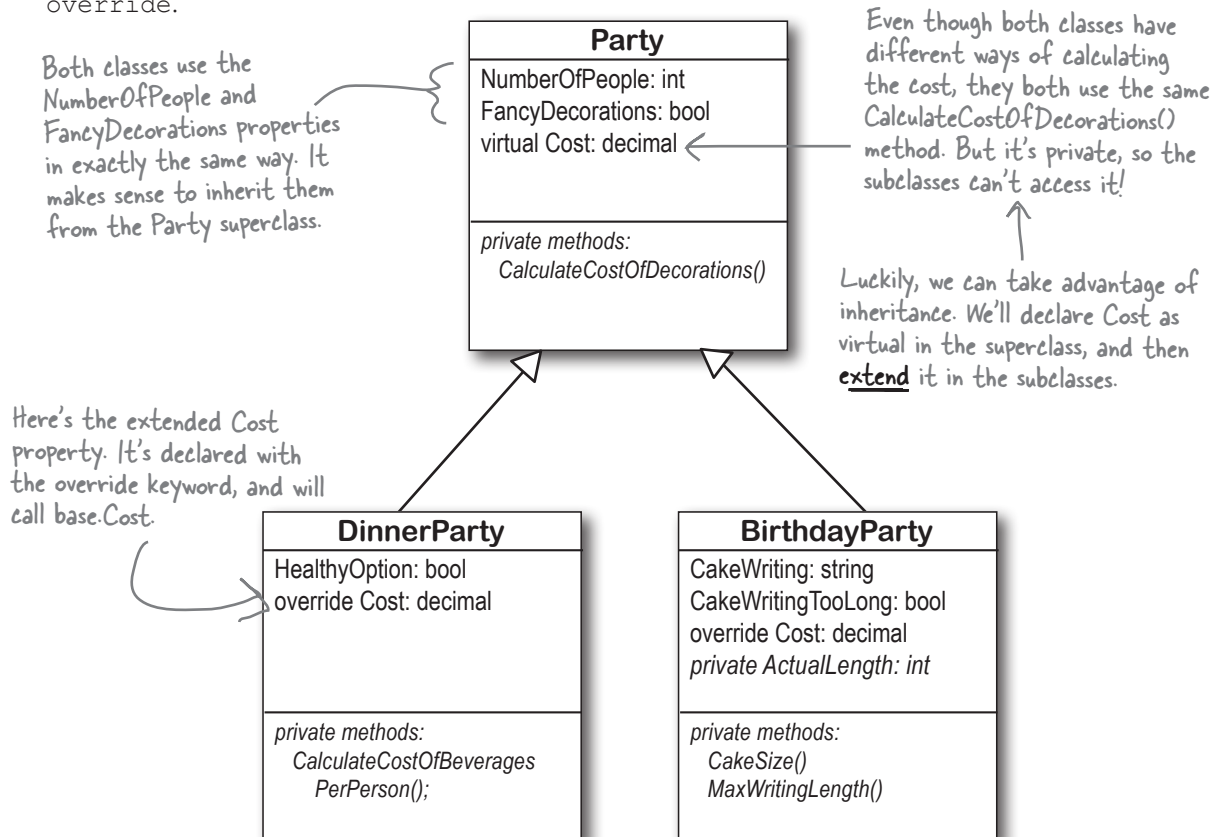 override.
Both classes use the
NumberOfPeople and
FancyDecorations properties
in exactly the same way. It
makes sense to inherit them
from the Party superclass.
Party
NumberOfPeople: int
FancyDecorations: bool
virtual Cost: decimal
private methods:
CalculateCostOfDecorations()
Even though both classes have
different ways of calculating
the cost, they both use the same
CalculateCostOfDecorations()
method. But it's private, so the
subclasses can't access it!
Luckily, we can take advantage of
inheritance. We'll declare Cost as
virtual in the superclass, and then
extend it in the subclasses.
Here's the extended Cost
property. It's declared with
the override keyword, and will
call base.Cost.
DinnerParty
HealthyOption: bool
override Cost: decimal
private methods:
CalculateCostOfBeverages
PerPerson();
BirthdayParty
CakeWriting: string
CakeWritingTooLong: bool
override Cost: decimal
private ActualLength: int
private methods:
CakeSize()
MaxWritingLength()